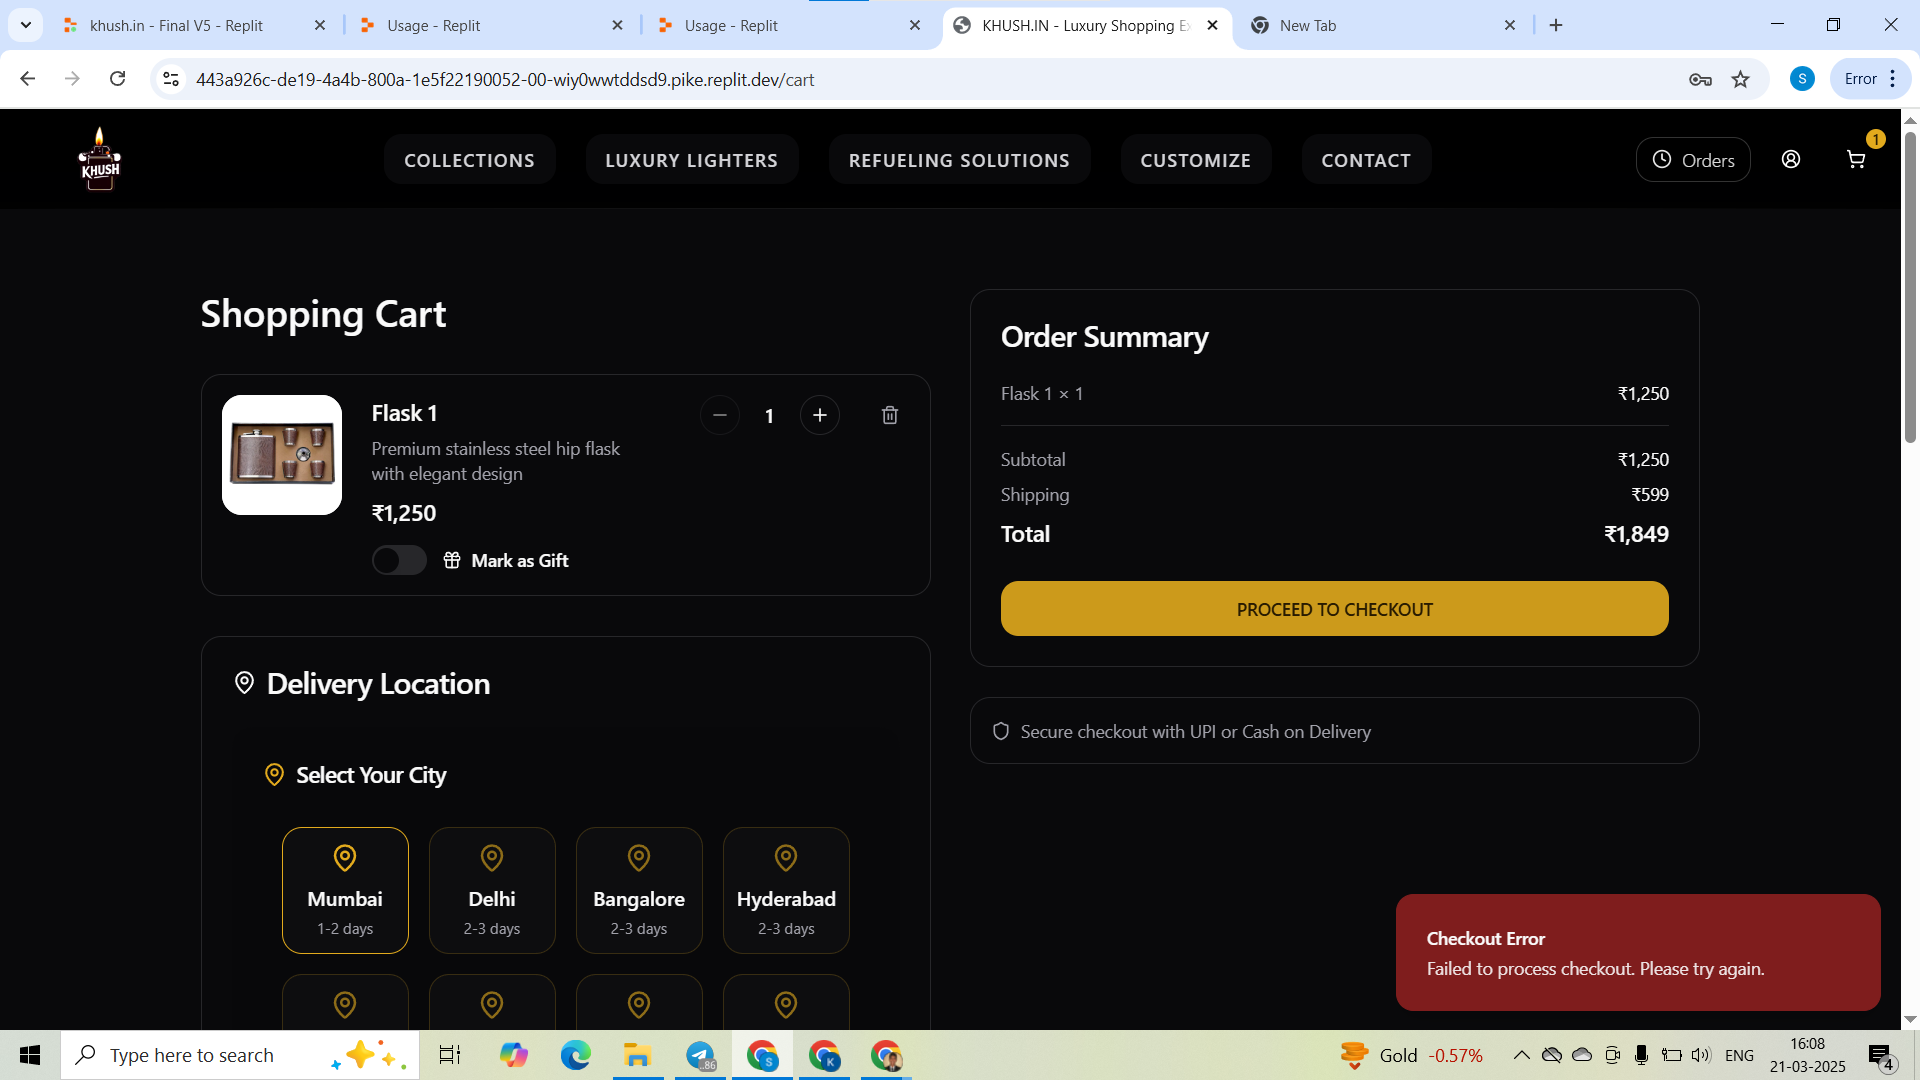 khush.in - Final V5 - Replit
Usage - Replit
Usage - Replit
KHUSH.IN - Luxury Shopping Ex
New Tab
443a926c-de19-4a4b-800a-1e5f22190052-00-wiy0wwtddsd9.pike.replit.dev/cart
S
Error
KHUSH
COLLECTIONS
LUXURY LIGHTERS
REFUELING SOLUTIONS
CUSTOMIZE
CONTACT
Orders
1
Shopping Cart
Flask 1
Premium stainless steel hip flask
with elegant design
₹1,250
1
Mark as Gift
Delivery Location
Select Your City
Mumbai
1-2 days
Delhi
2-3 days
Bangalore
2-3 days
Hyderabad
2-3 days
Order Summary
Flask 1 × 1
₹1,250
Subtotal
₹1,250
Shipping
₹599
Total
₹1,849
PROCEED TO CHECKOUT
Secure checkout with UPI or Cash on Delivery
Checkout Error
Failed to process checkout. Please try again.
Type here to search
..86
S
K
Gold -0.57%
ENG
16:08
21-03-2025
4